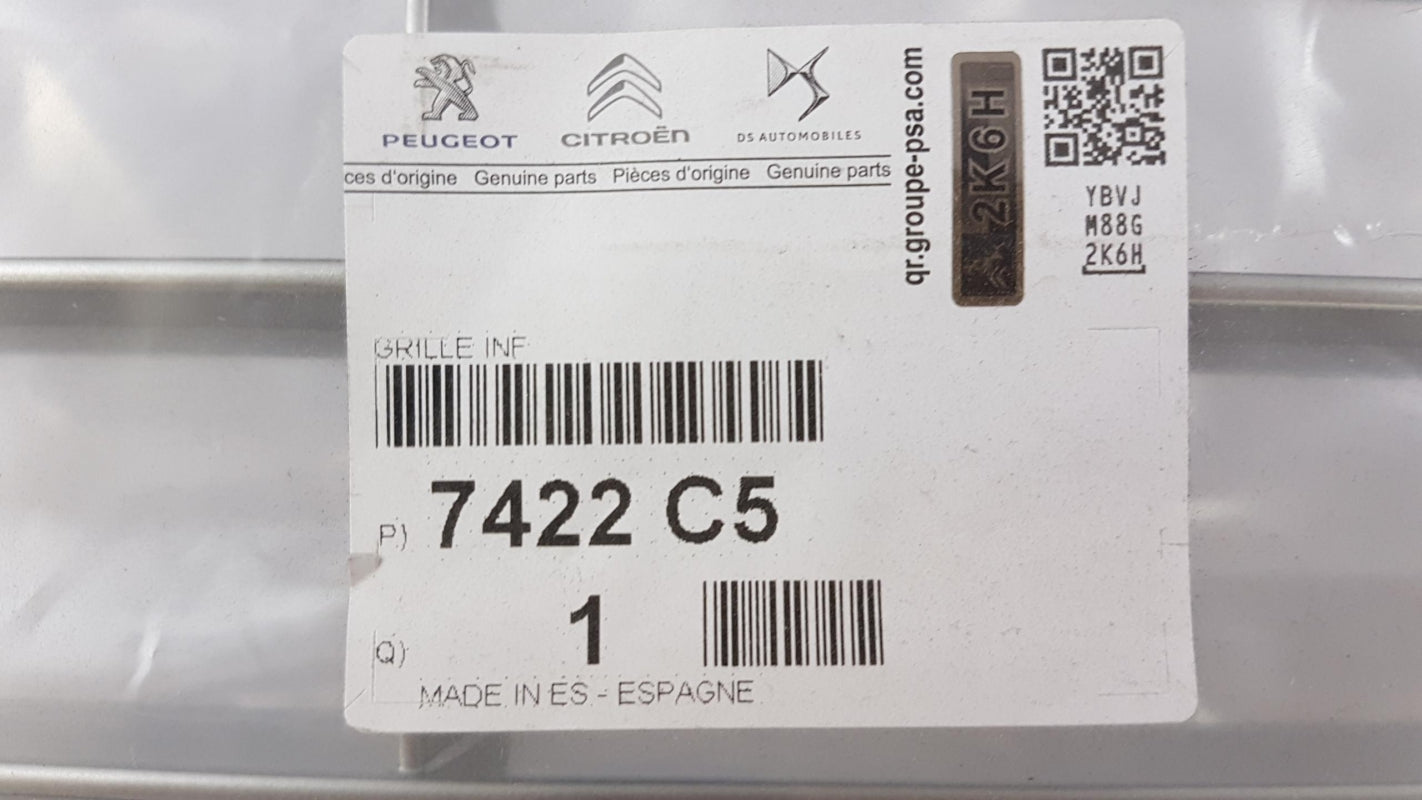 PEUGEOT CITROËN DS AUTOMOBILES
ces d'origine Genuine parts Pièces d'origine Genuine parts
qr.groupe-psa.com
2K6H
YBVJ
M88G
2K6H
GRILLE INF
P) 7422 C5
Q) 1
MADE IN ES - ESPAGNE